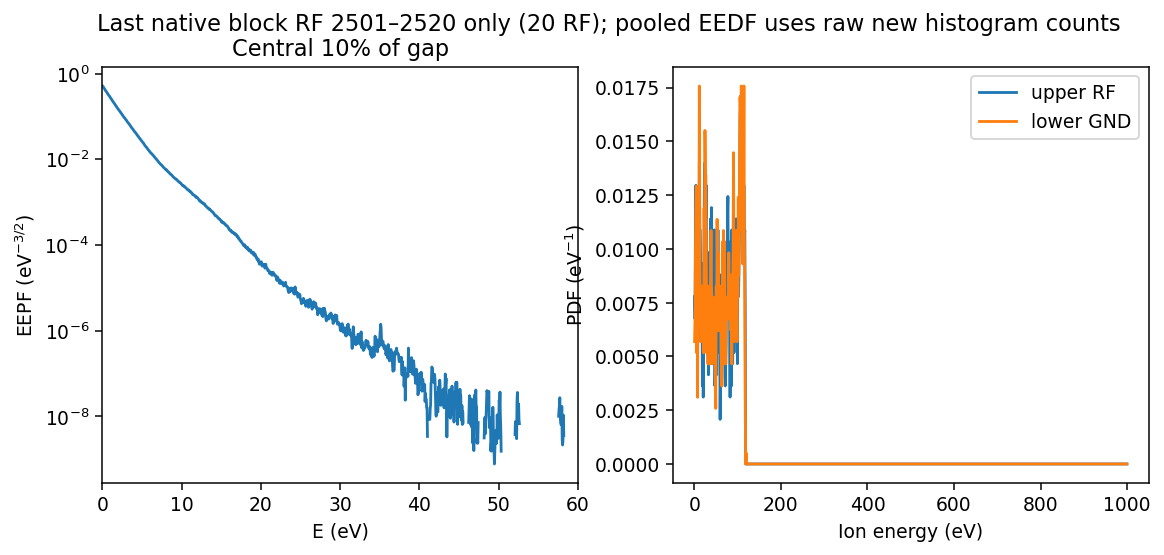 Last native block RF 2501–2520 only (20 RF); pooled EEDF uses raw new histogram counts
Central 10% of gap
EEPF (eV⁻³ᐟ²)
10⁰
10⁻²
10⁻⁴
10⁻⁶
10⁻⁸
0 10 20 30 40 50 60
E (eV)
PDF (eV⁻¹)
0.0175
0.0150
0.0125
0.0100
0.0075
0.0050
0.0025
0.0000
upper RF
lower GND
0 200 400 600 800 1000
Ion energy (eV)